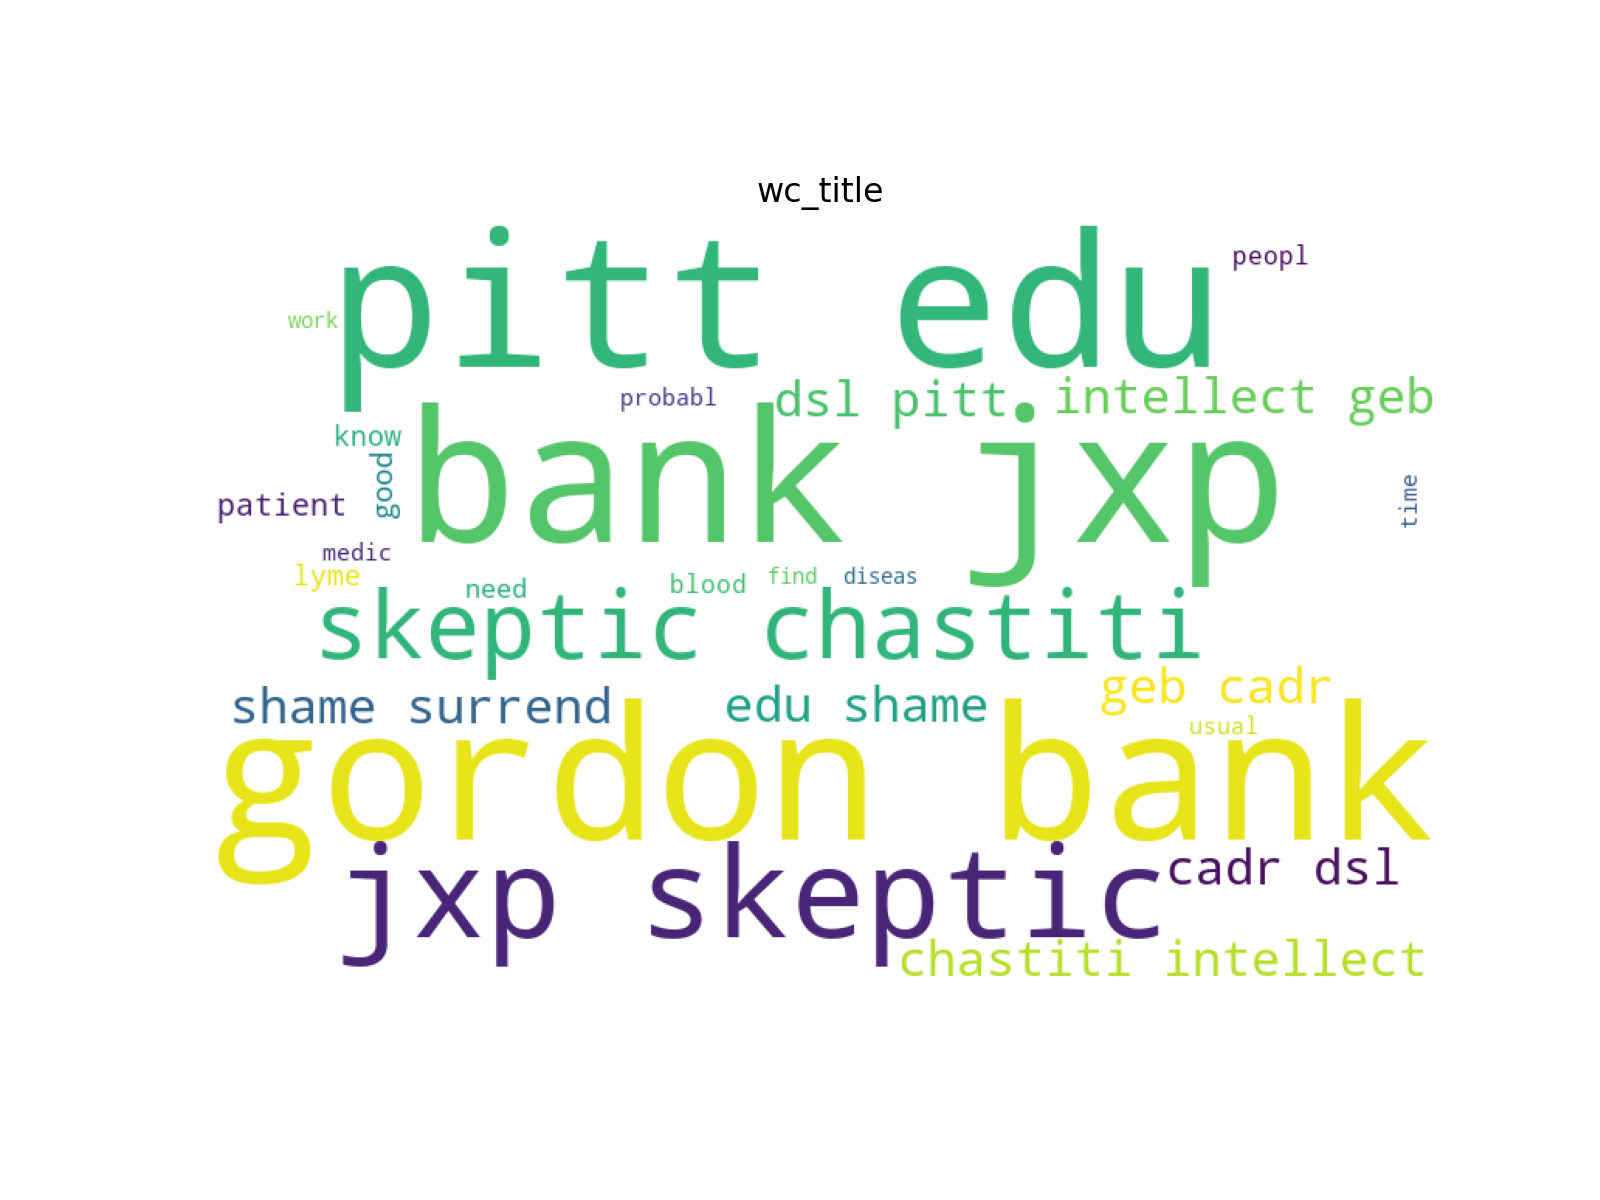 wc_title
pitt edu
peopl
work
probabl
dsl pitt
intellect geb
bank jxp
know
good
patient
time
medic
lyme
need
blood
find
diseas
skeptic chastiti
geb cadr
shame surrend
edu shame
usual
gordon bank
jxp skeptic
cadr dsl
chastiti intellect